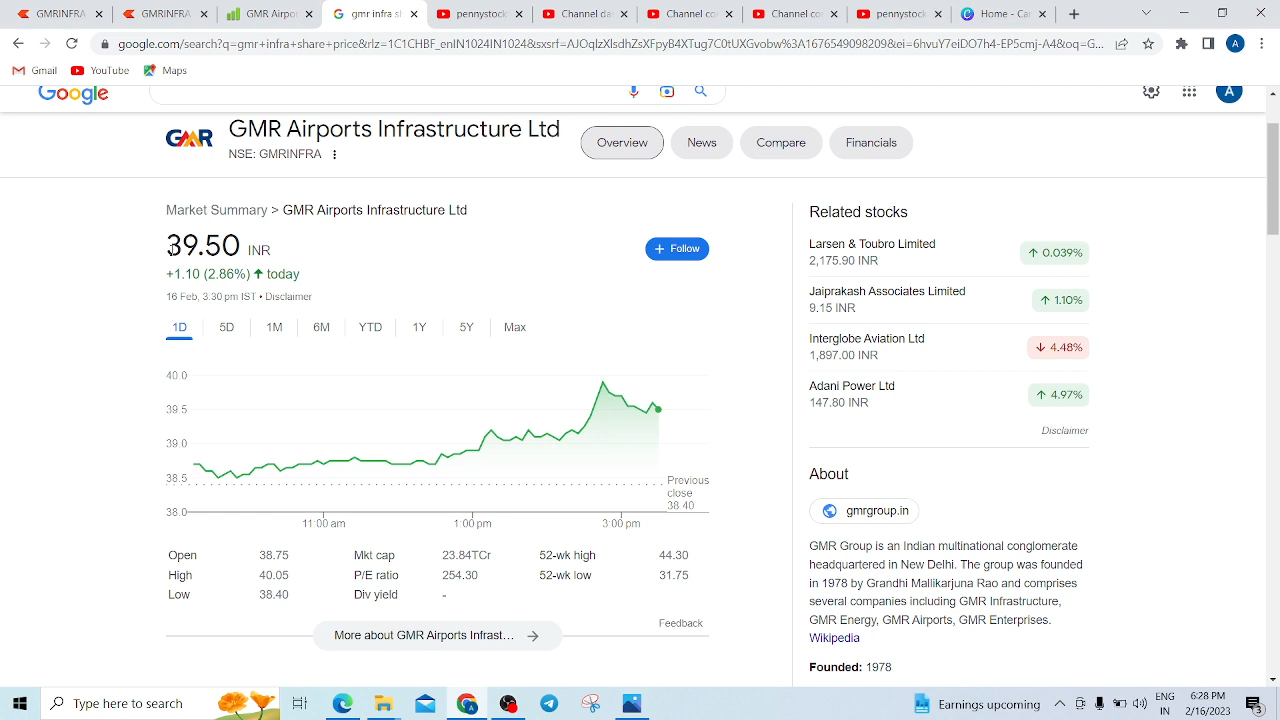 GMRINFRA
GMRINFRA
GMR Airpor
gmr infra sh
pennystock
Channel da
Channel co
Channel co
pennystock
Home - Can
google.com/search?q=gmr+infra+share+price&rlz=1C1CHBF_enIN1024IN1024&sxsrf=AJOqlzXlsdhZsXFpyB4XTug7C0tUXGvobw%3A1676549098209&ei=6hvuY7eiDO7h4-EP5cmj-A4&oq=G...
A
Gmail
YouTube
Maps
Google
A
GMR
GMR Airports Infrastructure Ltd
NSE: GMRINFRA
Overview
News
Compare
Financials
Market Summary > GMR Airports Infrastructure Ltd
39.50 INR
+ Follow
+1.10 (2.86%) ↑ today
16 Feb, 3:30 pm IST • Disclaimer
1D 5D 1M 6M YTD 1Y 5Y Max
40.0
39.5
39.0
38.5
38.0
Previous
close
38.40
11:00 am 1:00 pm 3:00 pm
Open 38.75 Mkt cap 23.84TCr 52-wk high 44.30
High 40.05 P/E ratio 254.30 52-wk low 31.75
Low 38.40 Div yield -
Feedback
More about GMR Airports Infrast... →
Related stocks
Larsen & Toubro Limited
2,175.90 INR
↑ 0.039%
Jaiprakash Associates Limited
9.15 INR
↑ 1.10%
Interglobe Aviation Ltd
1,897.00 INR
↓ 4.48%
Adani Power Ltd
147.80 INR
↑ 4.97%
Disclaimer
About
gmrgroup.in
GMR Group is an Indian multinational conglomerate
headquartered in New Delhi. The group was founded
in 1978 by Grandhi Mallikarjuna Rao and comprises
several companies including GMR Infrastructure,
GMR Energy, GMR Airports, GMR Enterprises.
Wikipedia
Founded: 1978
Type here to search
Earnings upcoming
ENG
IN
6:28 PM
2/16/2023
3